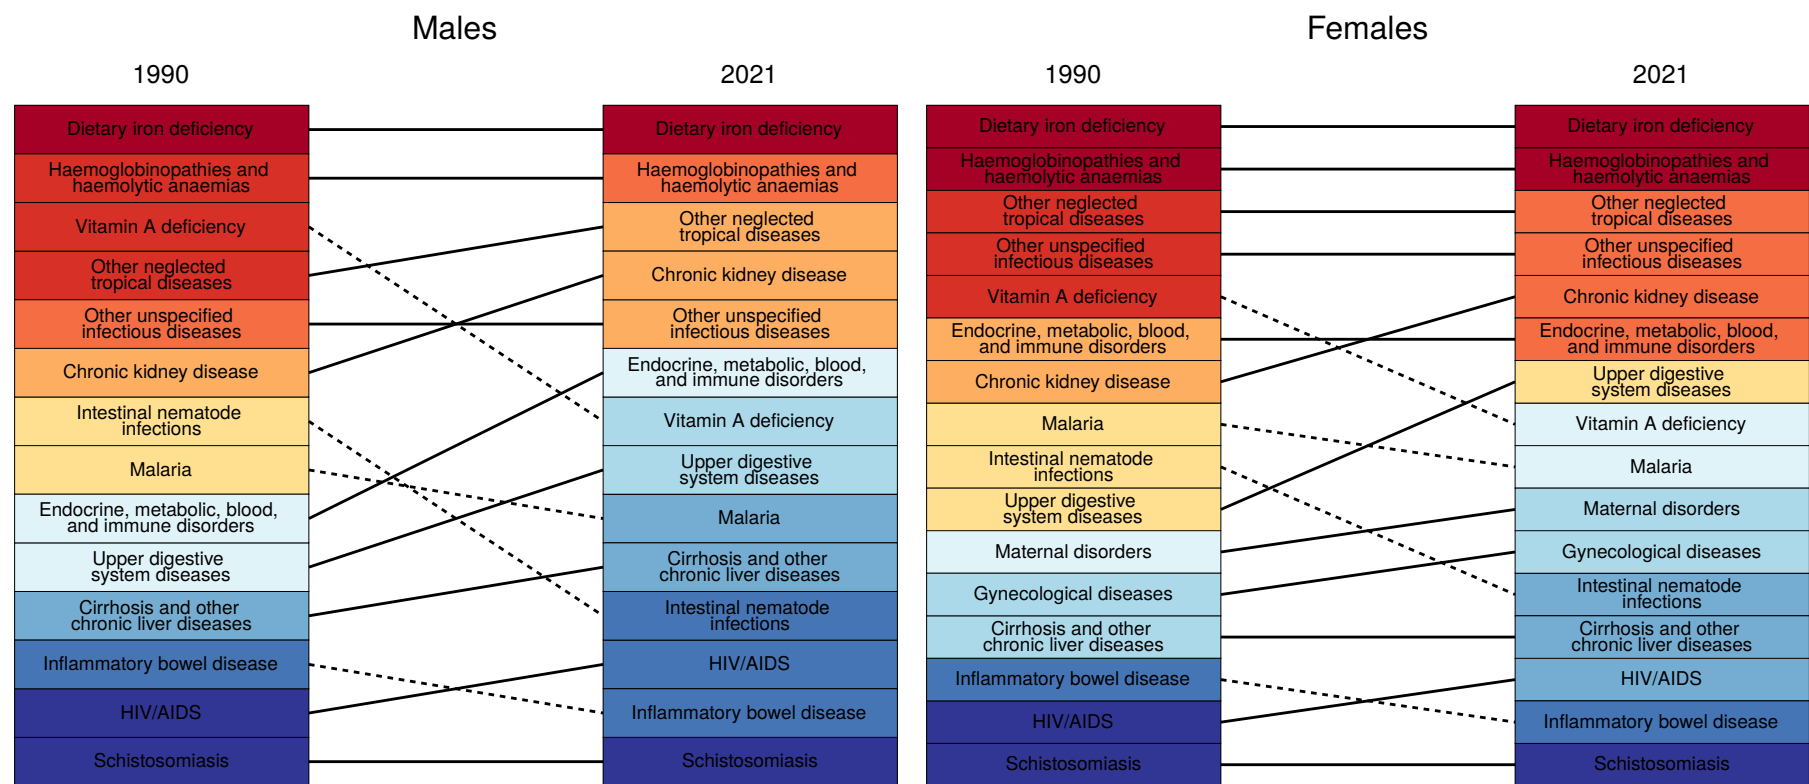 Males
1990
2021
Dietary iron deficiency
Haemoglobinopathies and
haemolytic anaemias
Vitamin A deficiency
Other neglected
tropical diseases
Other unspecified
infectious diseases
Chronic kidney disease
Intestinal nematode
infections
Malaria
Endocrine, metabolic, blood,
and immune disorders
Upper digestive
system diseases
Cirrhosis and other
chronic liver diseases
Inflammatory bowel disease
HIV/AIDS
Schistosomiasis
Dietary iron deficiency
Haemoglobinopathies and
haemolytic anaemias
Other neglected
tropical diseases
Chronic kidney disease
Other unspecified
infectious diseases
Endocrine, metabolic, blood,
and immune disorders
Vitamin A deficiency
Upper digestive
system diseases
Malaria
Cirrhosis and other
chronic liver diseases
Intestinal nematode
infections
HIV/AIDS
Inflammatory bowel disease
Schistosomiasis
Females
1990
2021
Dietary iron deficiency
Haemoglobinopathies and
haemolytic anaemias
Other neglected
tropical diseases
Other unspecified
infectious diseases
Vitamin A deficiency
Endocrine, metabolic, blood,
and immune disorders
Chronic kidney disease
Malaria
Intestinal nematode
infections
Upper digestive
system diseases
Maternal disorders
Gynecological diseases
Cirrhosis and other
chronic liver diseases
Inflammatory bowel disease
HIV/AIDS
Schistosomiasis
Dietary iron deficiency
Haemoglobinopathies and
haemolytic anaemias
Other neglected
tropical diseases
Other unspecified
infectious diseases
Chronic kidney disease
Endocrine, metabolic, blood,
and immune disorders
Upper digestive
system diseases
Vitamin A deficiency
Malaria
Maternal disorders
Gynecological diseases
Intestinal nematode
infections
Cirrhosis and other
chronic liver diseases
HIV/AIDS
Inflammatory bowel disease
Schistosomiasis